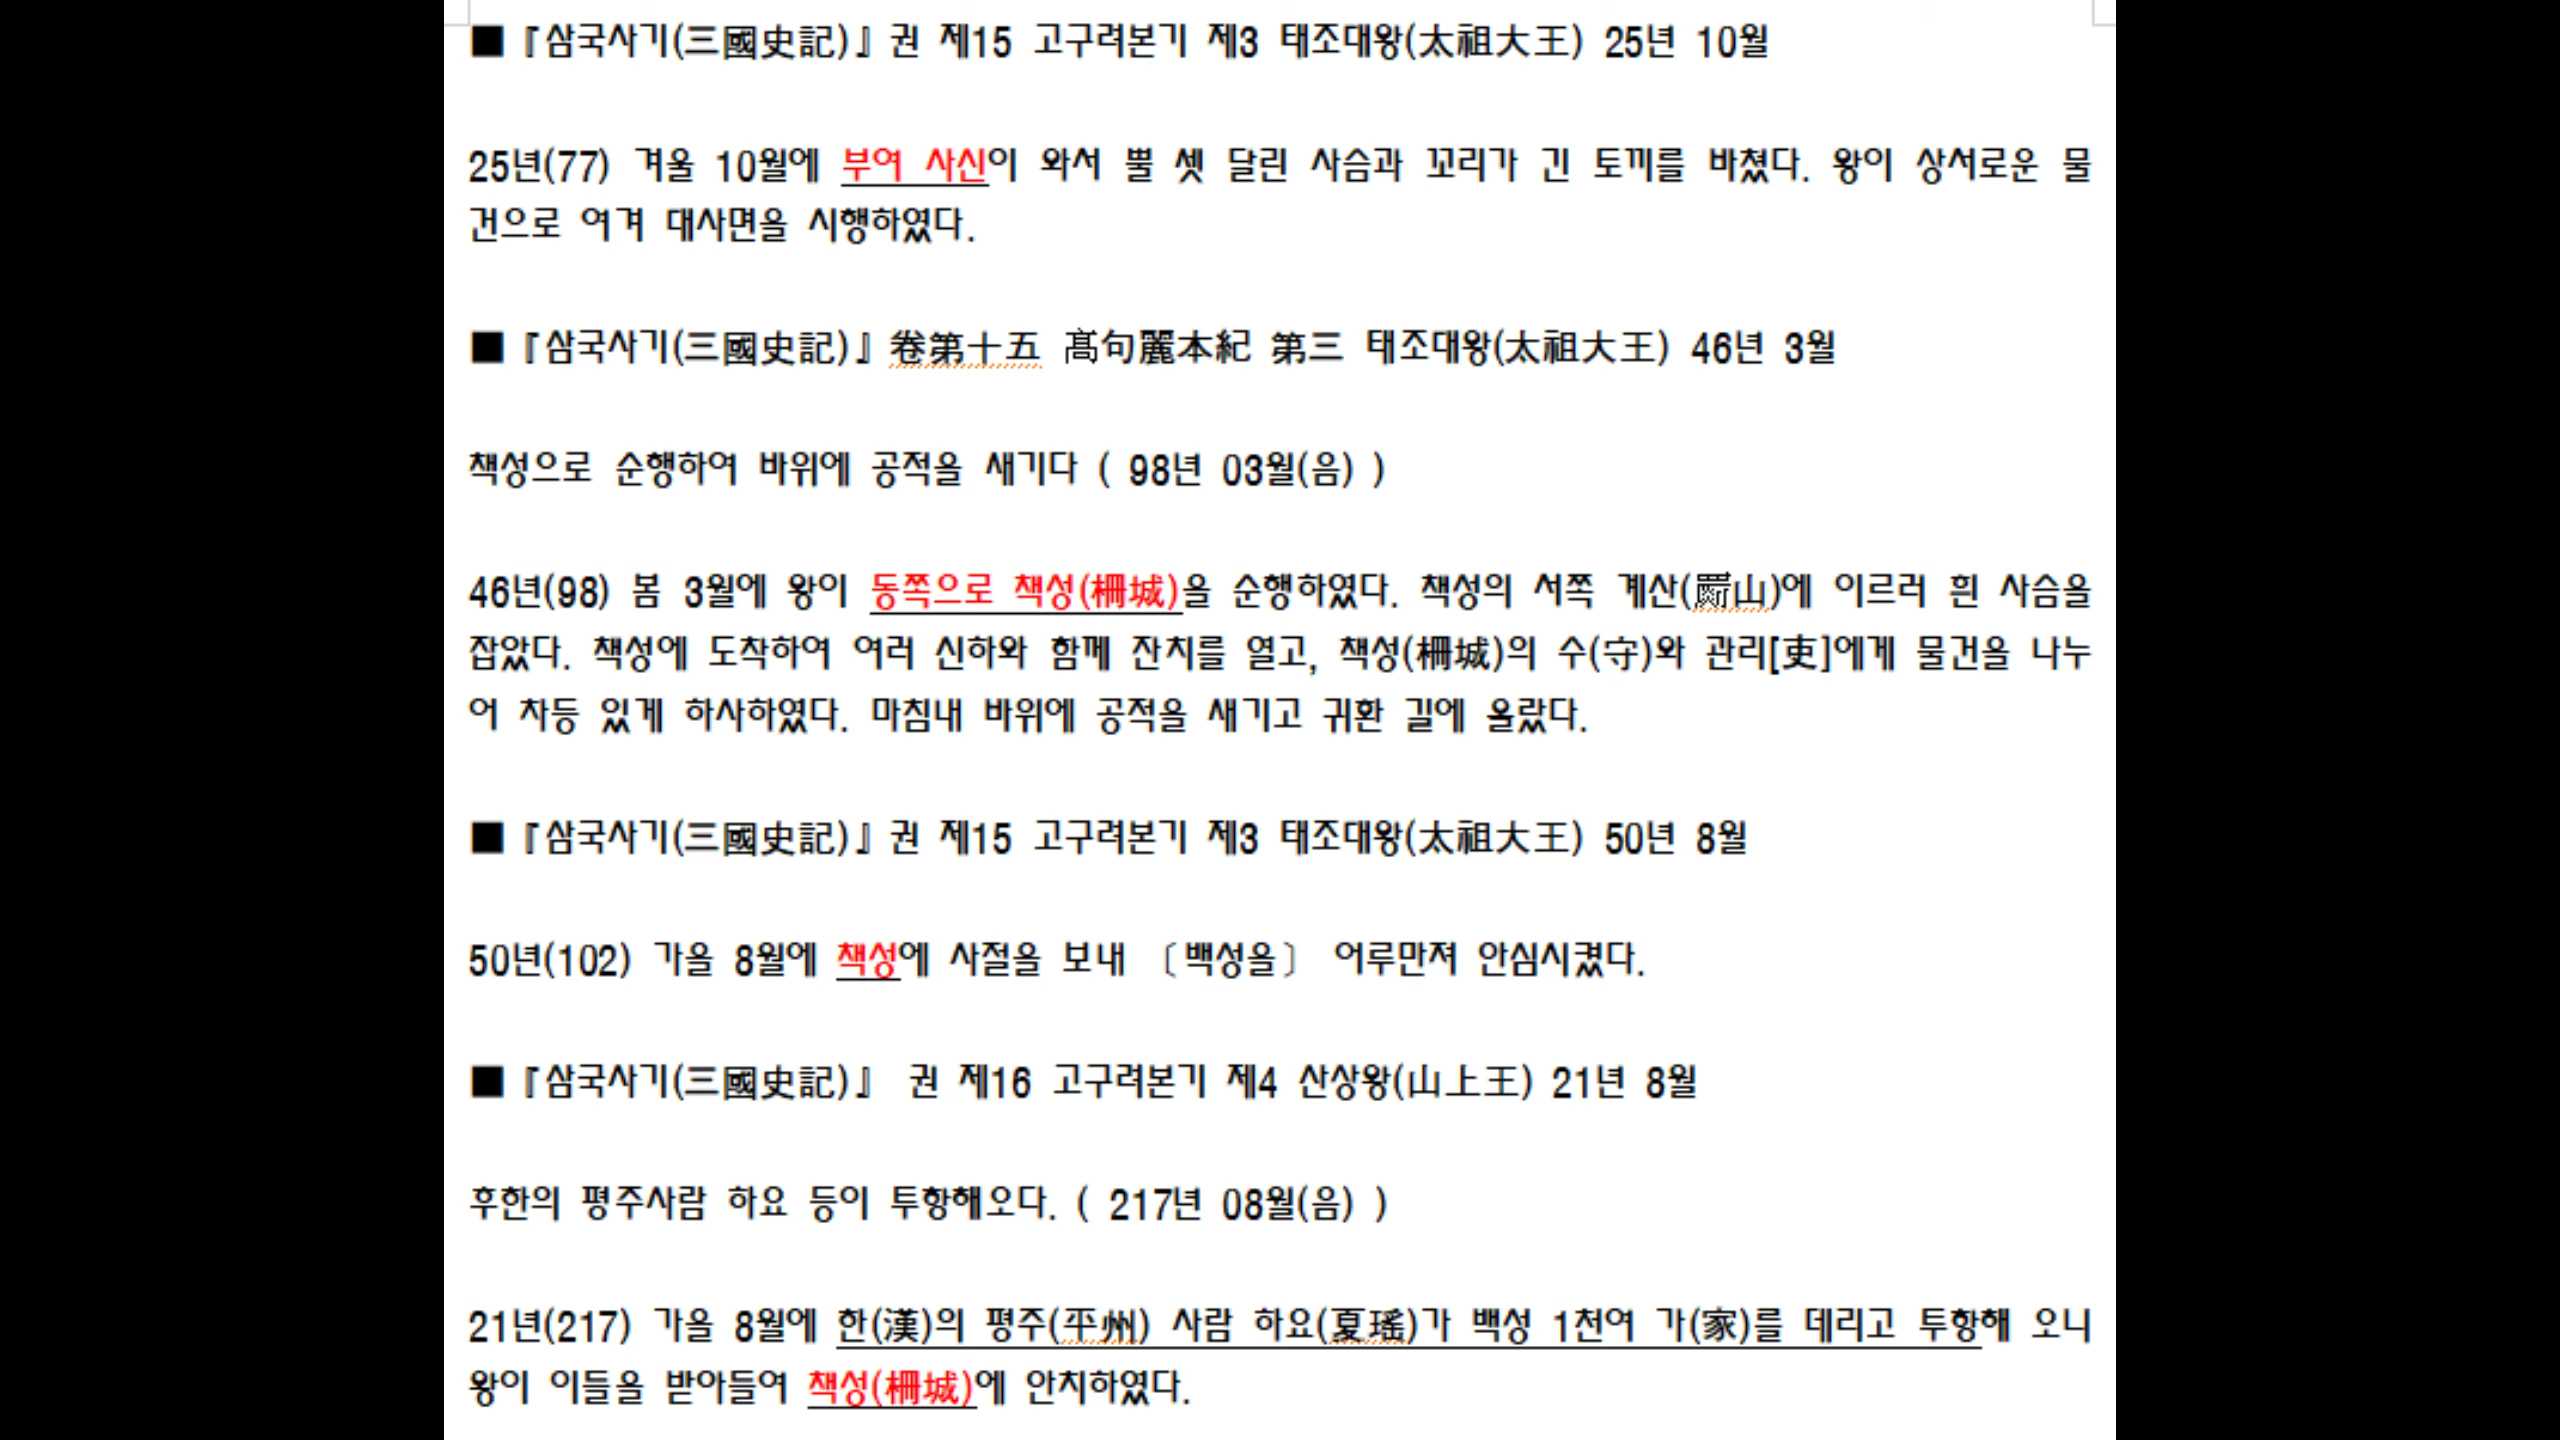 ■『삼국사기(三國史記)』권 제15 고구려본기 제3 태조대왕(太祖大王) 25년 10월
25년(77) 겨울 10월에 부여 사신이 와서 뿔 셋 달린 사슴과 꼬리가 긴 토끼를 바쳤다. 왕이 상서로운 물
건으로 여겨 대사면을 시행하였다.
■『삼국사기(三國史記)』卷第十五 髙句麗本紀 第三 태조대왕(太祖大王) 46년 3월
책성으로 순행하여 바위에 공적을 새기다 ( 98년 03월(음) )
46년(98) 봄 3월에 왕이 동쪽으로 책성(柵城)을 순행하였다. 책성의 서쪽 계산(罽山)에 이르러 흰 사슴을
잡았다. 책성에 도착하여 여러 신하와 함께 잔치를 열고, 책성(柵城)의 수(守)와 관리[吏]에게 물건을 나누
어 차등 있게 하사하였다. 마침내 바위에 공적을 새기고 귀환 길에 올랐다.
■『삼국사기(三國史記)』권 제15 고구려본기 제3 태조대왕(太祖大王) 50년 8월
50년(102) 가을 8월에 책성에 사절을 보내 〔백성을〕 어루만져 안심시켰다.
■『삼국사기(三國史記)』 권 제16 고구려본기 제4 산상왕(山上王) 21년 8월
후한의 평주사람 하요 등이 투항해오다. ( 217년 08월(음) )
21년(217) 가을 8월에 한(漢)의 평주(平州) 사람 하요(夏瑤)가 백성 1천여 가(家)를 데리고 투항해 오니
왕이 이들을 받아들여 책성(柵城)에 안치하였다.